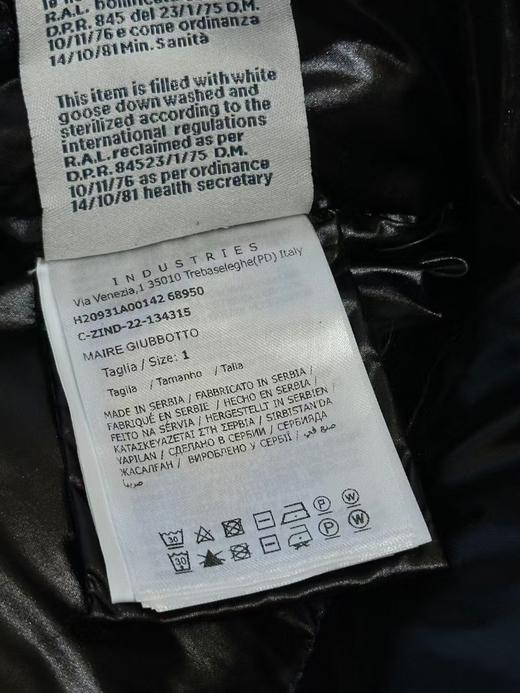 R.A.L. bonificata
R.A.L. 845 del 23/1/75 D.M.
10/11/76 e come ordinanza
14/10/81 Min. Sanità
This item is filled with white
goose down washed and
sterilized according to the
international regulations
R.A.L. reclaimed as per
D.P.R. 84523/1/75 D.M.
10/11/76 as per ordinance
14/10/81 health secretary
INDUSTRIES
Via Venezia,1 35010 Trebaseleghe(PD) Italy
H20931A00142 68950
C-ZIND-22-134315
MAIRE GIUBBOTTO
Taglia / Size: 1
Taglia / Tamanho / Talla
MADE IN SERBIA / FABBRICATO IN SERBIA /
FABRIQUÉ EN SERBIE / HECHO EN SERBIA /
FEITO NA SÉRVIA / HERGESTELLT IN SERBIEN /
ΚΑΤΑΣΚΕΥΑΖΕΤΑΙ ΣΤΗ ΣΕΡΒΙΑ / SIRBISTAN'DA
YAPILAN / СДЕЛАНО В СЕРБИИ / СЕРБИЯДА
ЖАСАЛҒАН / ВИРОБЛЕНО У СЕРБІЇ / صنع في
صربيا
30 P W
30 P W